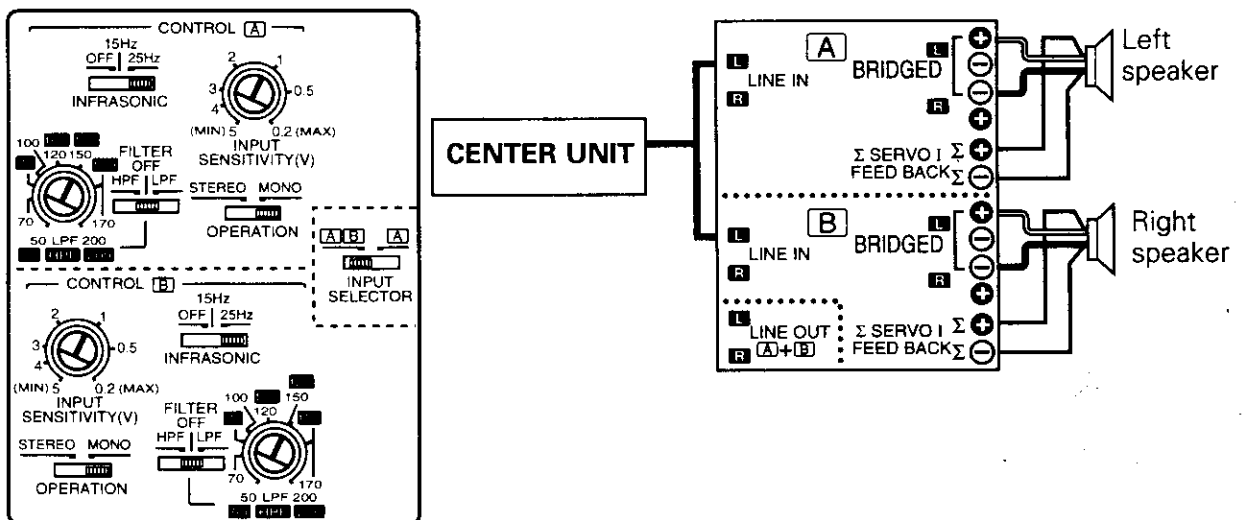 CONTROL A
15Hz
OFF 25Hz
INFRASONIC
2 1
3 0.5
4
(MIN) 5 0.2 (MAX)
INPUT
SENSITIVITY(V)
100 120 150
70 170
50 LPF 200
FILTER
OFF
HPF LPF
STEREO MONO
OPERATION
A B A
INPUT
SELECTOR
CONTROL B
15Hz
OFF 25Hz
INFRASONIC
2 1
3 0.5
4
(MIN) 5 0.2 (MAX)
INPUT
SENSITIVITY(V)
STEREO MONO
OPERATION
FILTER
OFF
HPF LPF
100 120 150
70 170
50 LPF 200
CENTER UNIT
A
L
LINE IN
R
L
BRIDGED
R
+
−
−
+
Σ SERVO I Σ +
FEED BACK Σ −
Left
speaker
B
L
LINE IN
R
L
BRIDGED
R
+
−
−
+
L
LINE OUT
R A+B
Σ SERVO I Σ +
FEED BACK Σ −
Right
speaker